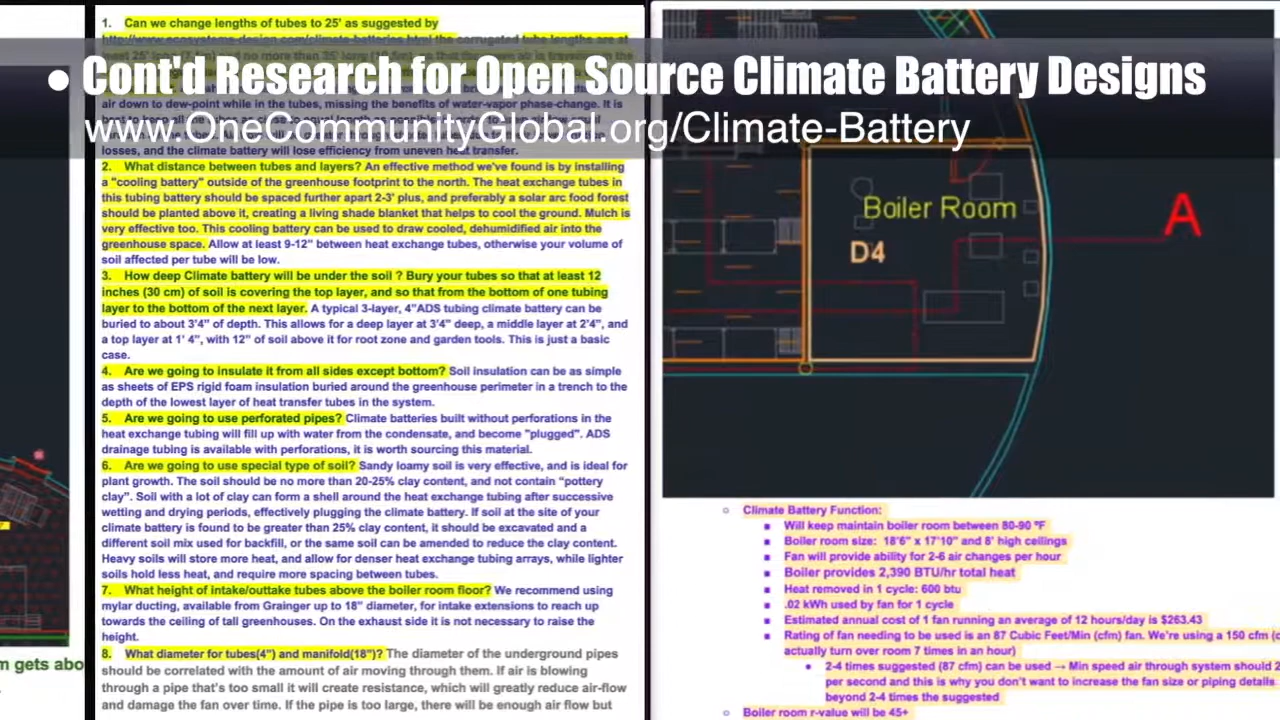 1. Can we change lengths of tubes to 25' as suggested by
http://www.ecosystems-design.com/climate-batteries.html the corrugated tube lengths are at
• Cont'd Research for Open Source Climate Battery Designs
air down to dew-point while in the tubes, missing the benefits of water-vapor phase-change. It is
www.OneCommunityGlobal.org/Climate-Battery
losses, and the climate battery will lose efficiency from uneven heat transfer.
2. What distance between tubes and layers? An effective method we've found is by installing
a "cooling battery" outside of the greenhouse footprint to the north. The heat exchange tubes in
this tubing battery should be spaced further apart 2-3' plus, and preferably a solar arc food forest
should be planted above it, creating a living shade blanket that helps to cool the ground. Mulch is
very effective too. This cooling battery can be used to draw cooled, dehumidified air into the
greenhouse space. Allow at least 9-12" between heat exchange tubes, otherwise your volume of
soil affected per tube will be low.
3. How deep Climate battery will be under the soil ? Bury your tubes so that at least 12
inches (30 cm) of soil is covering the top layer, and so that from the bottom of one tubing
layer to the bottom of the next layer. A typical 3-layer, 4"ADS tubing climate battery can be
buried to about 3'4" of depth. This allows for a deep layer at 3'4" deep, a middle layer at 2'4", and
a top layer at 1' 4", with 12" of soil above it for root zone and garden tools. This is just a basic
case.
4. Are we going to insulate it from all sides except bottom? Soil insulation can be as simple
as sheets of EPS rigid foam insulation buried around the greenhouse perimeter in a trench to the
depth of the lowest layer of heat transfer tubes in the system.
5. Are we going to use perforated pipes? Climate batteries built without perforations in the
heat exchange tubing will fill up with water from the condensate, and become "plugged". ADS
drainage tubing is available with perforations, it is worth sourcing this material.
6. Are we going to use special type of soil? Sandy loamy soil is very effective, and is ideal for
plant growth. The soil should be no more than 20-25% clay content, and not contain "pottery
clay". Soil with a lot of clay can form a shell around the heat exchange tubing after successive
wetting and drying periods, effectively plugging the climate battery. If soil at the site of your
climate battery is found to be greater than 25% clay content, it should be excavated and a
different soil mix used for backfill, or the same soil can be amended to reduce the clay content.
Heavy soils will store more heat, and allow for denser heat exchange tubing arrays, while lighter
soils hold less heat, and require more spacing between tubes.
7. What height of intake/outtake tubes above the boiler room floor? We recommend using
mylar ducting, available from Grainger up to 18" diameter, for intake extensions to reach up
towards the ceiling of tall greenhouses. On the exhaust side it is not necessary to raise the
height.
8. What diameter for tubes(4") and manifold(18")? The diameter of the underground pipes
should be correlated with the amount of air moving through them. If air is blowing
through a pipe that's too small it will create resistance, which will greatly reduce air-flow
and damage the fan over time. If the pipe is too large, there will be enough air flow but
m gets abo
Boiler Room
D4
A
Climate Battery Function:
Will keep maintain boiler room between 80-90 ºF
Boiler room size: 18'6" x 17'10" and 8' high ceilings
Fan will provide ability for 2-6 air changes per hour
Boiler provides 2,390 BTU/hr total heat
Heat removed in 1 cycle: 600 btu
.02 kWh used by fan for 1 cycle
Estimated annual cost of 1 fan running an average of 12 hours/day is $263.43
Rating of fan needing to be used is an 87 Cubic Feet/Min (cfm) fan. We're using a 150 cfm (
actually turn over room 7 times in an hour)
2-4 times suggested (87 cfm) can be used → Min speed air through system should 2
per second and this is why you don't want to increase the fan size or piping details
beyond 2-4 times the suggested
Boiler room r-value will be 45+